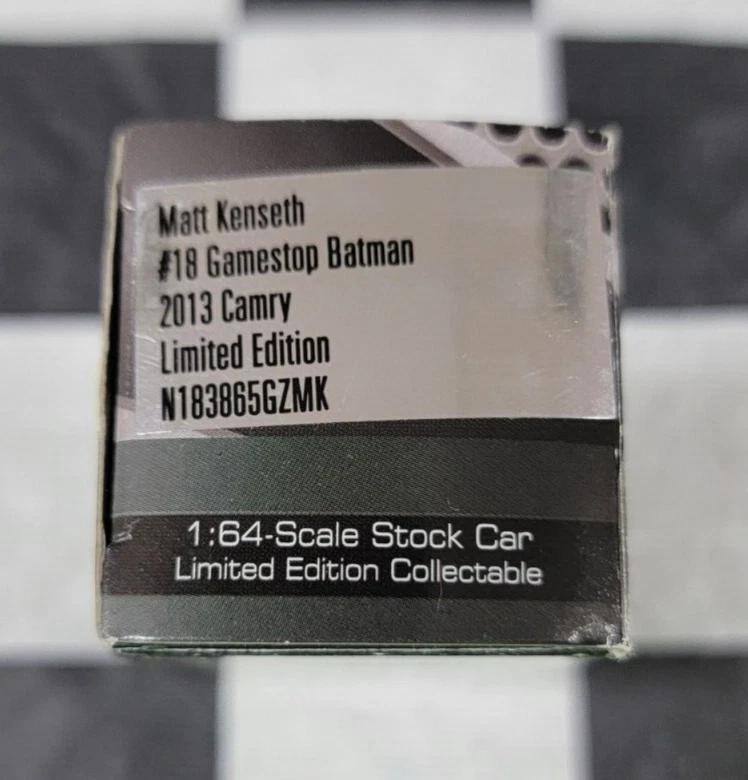 Matt Kenseth
#18 Gamestop Batman
2013 Camry
Limited Edition
N183865GZMK
1:64-Scale Stock Car
Limited Edition Collectable